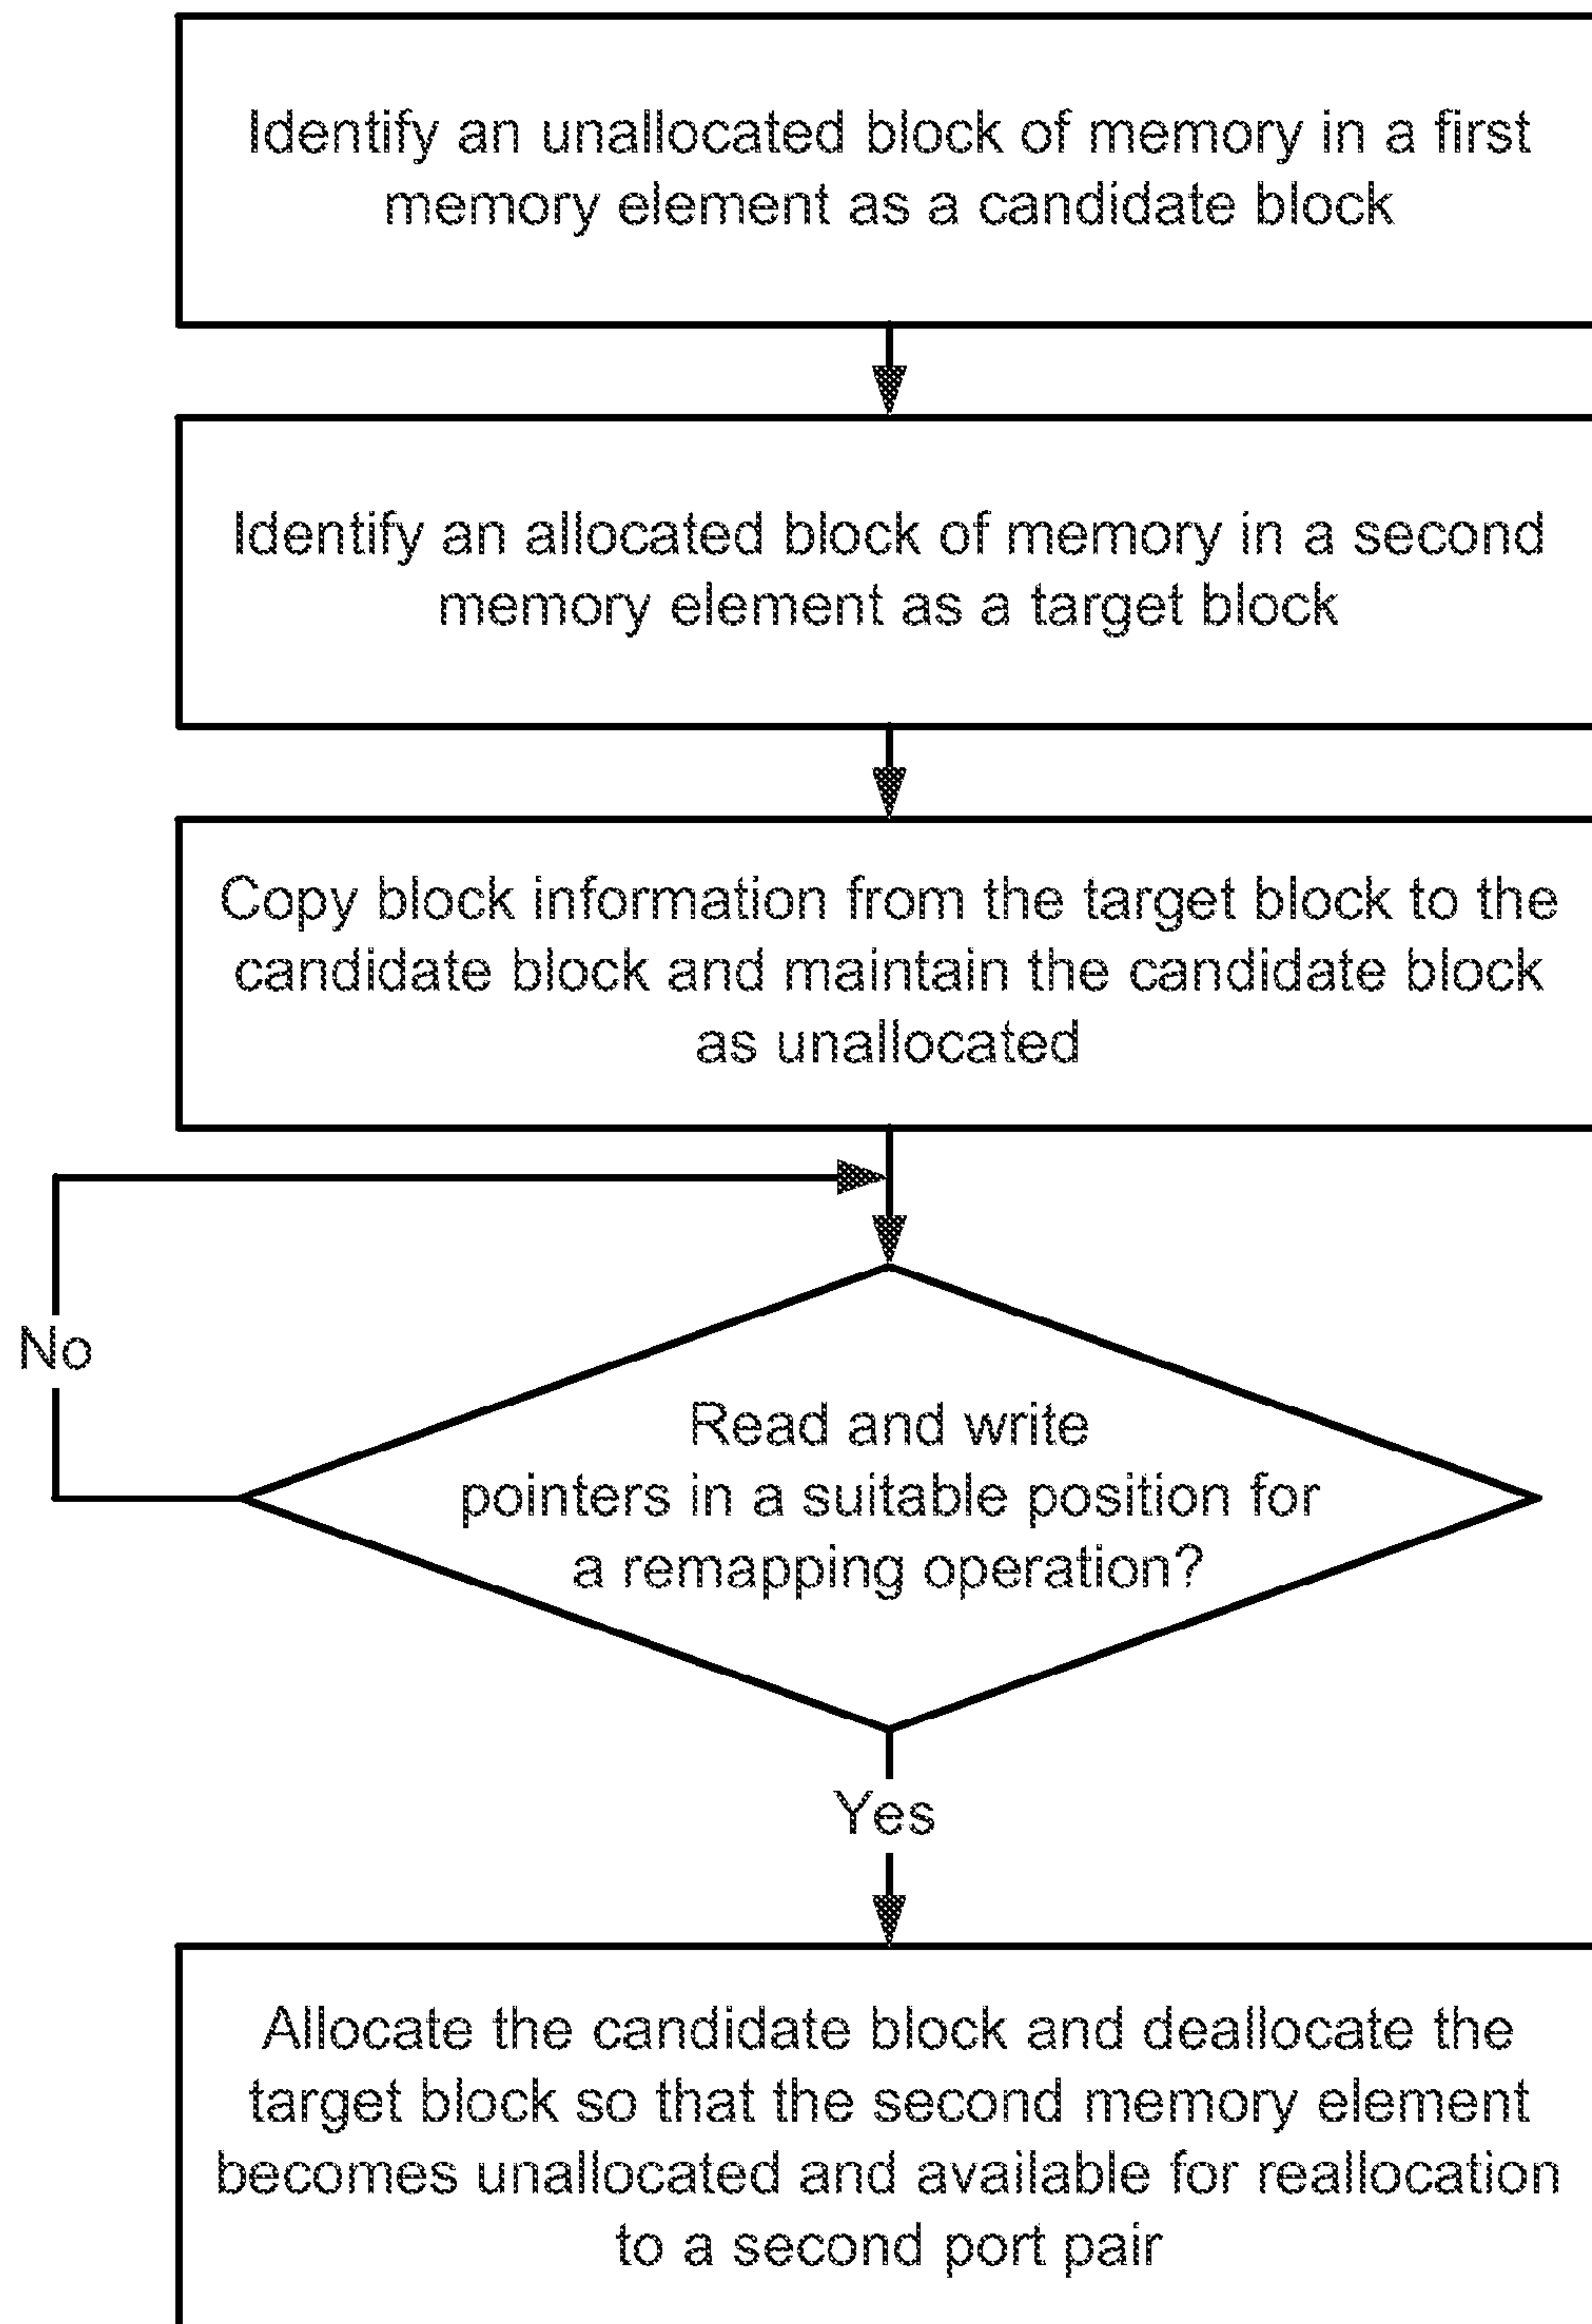 Identify an unallocated block of memory in a first
memory element as a candidate block
Identify an allocated block of memory in a second
memory element as a target block
Copy block information from the target block to the
candidate block and maintain the candidate block
as unallocated
No
Read and write
pointers in a suitable position for
a remapping operation?
Yes
Allocate the candidate block and deallocate the
target block so that the second memory element
becomes unallocated and available for reallocation
to a second port pair